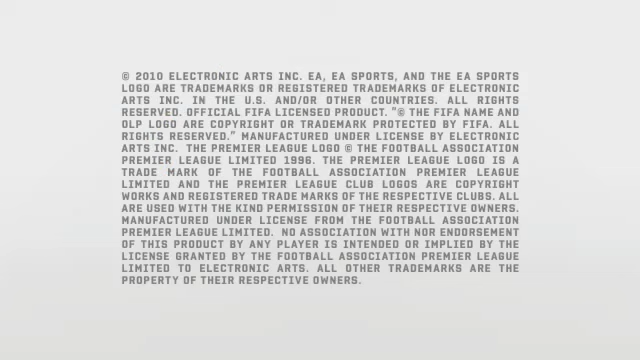 © 2010 ELECTRONIC ARTS INC. EA, EA SPORTS, AND THE EA SPORTS
LOGO ARE TRADEMARKS OR REGISTERED TRADEMARKS OF ELECTRONIC
ARTS INC. IN THE U.S. AND/OR OTHER COUNTRIES. ALL RIGHTS
RESERVED. OFFICIAL FIFA LICENSED PRODUCT. "© THE FIFA NAME AND
OLP LOGO ARE COPYRIGHT OR TRADEMARK PROTECTED BY FIFA. ALL
RIGHTS RESERVED." MANUFACTURED UNDER LICENSE BY ELECTRONIC
ARTS INC. THE PREMIER LEAGUE LOGO © THE FOOTBALL ASSOCIATION
PREMIER LEAGUE LIMITED 1996. THE PREMIER LEAGUE LOGO IS A
TRADE MARK OF THE FOOTBALL ASSOCIATION PREMIER LEAGUE
LIMITED AND THE PREMIER LEAGUE CLUB LOGOS ARE COPYRIGHT
WORKS AND REGISTERED TRADE MARKS OF THE RESPECTIVE CLUBS. ALL
ARE USED WITH THE KIND PERMISSION OF THEIR RESPECTIVE OWNERS.
MANUFACTURED UNDER LICENSE FROM THE FOOTBALL ASSOCIATION
PREMIER LEAGUE LIMITED. NO ASSOCIATION WITH NOR ENDORSEMENT
OF THIS PRODUCT BY ANY PLAYER IS INTENDED OR IMPLIED BY THE
LICENSE GRANTED BY THE FOOTBALL ASSOCIATION PREMIER LEAGUE
LIMITED TO ELECTRONIC ARTS. ALL OTHER TRADEMARKS ARE THE
PROPERTY OF THEIR RESPECTIVE OWNERS.